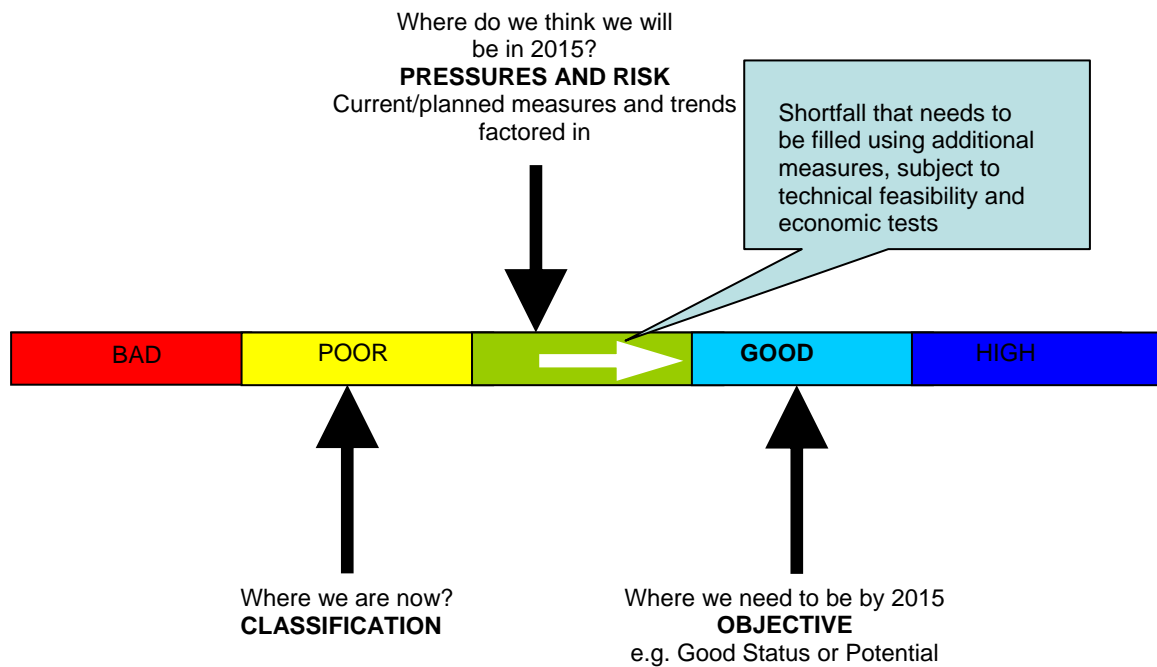 Where do we think we will
be in 2015?
PRESSURES AND RISK
Current/planned measures and trends
factored in
Shortfall that needs to
be filled using additional
measures, subject to
technical feasibility and
economic tests
BAD
POOR
GOOD
HIGH
Where we are now?
CLASSIFICATION
Where we need to be by 2015
OBJECTIVE
e.g. Good Status or Potential